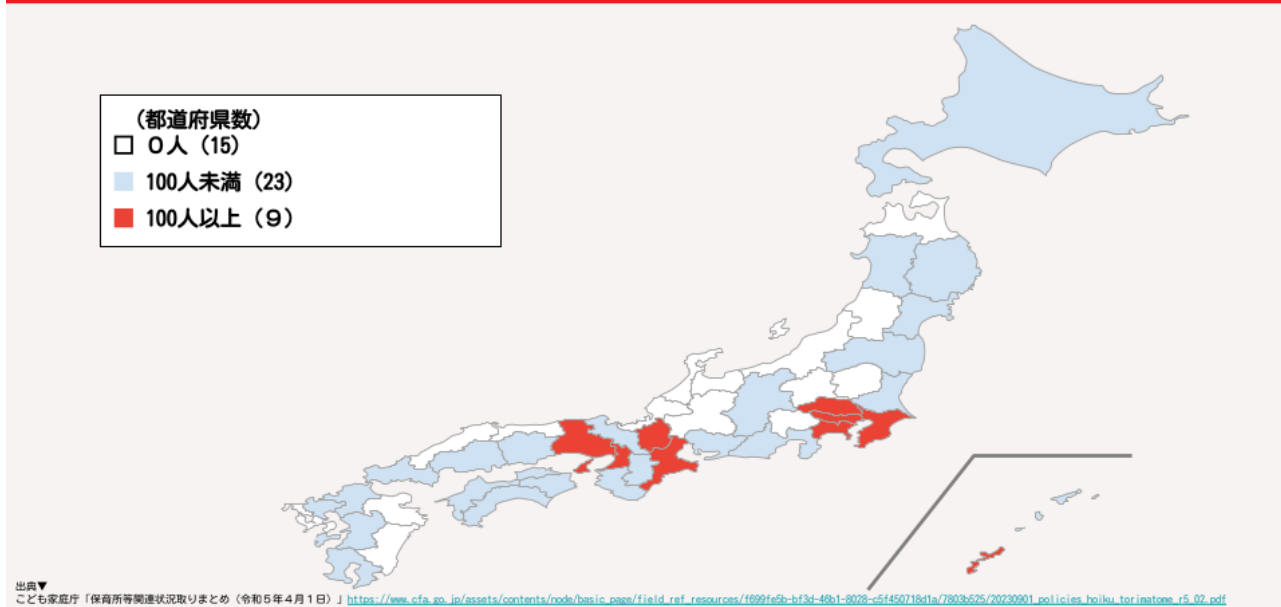 （都道府県数）
０人（15）
100人未満（23）
100人以上（９）
出典▼
こども家庭庁「保育所等関連状況取りまとめ（令和５年４月１日）」https://www.cfa.go.jp/assets/contents/node/basic_page/field_ref_resources/f699fe5b-bf3d-46b1-8028-c5f450718d1a/7803b525/20230901_policies_hoiku_torimatome_r5_02.pdf